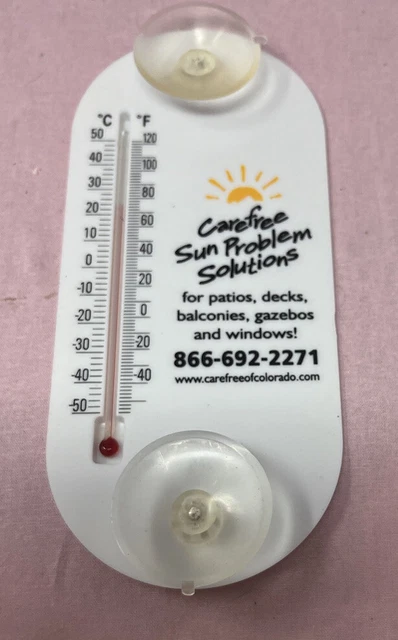 °C °F
50 120
40 100
30 80
20 60
10 40
0 20
-10 0
-20 -20
-30 -40
-40
-50
Carefree
Sun Problem
Solutions
for patios, decks,
balconies, gazebos
and windows!
866-692-2271
www.carefreeofcolorado.com